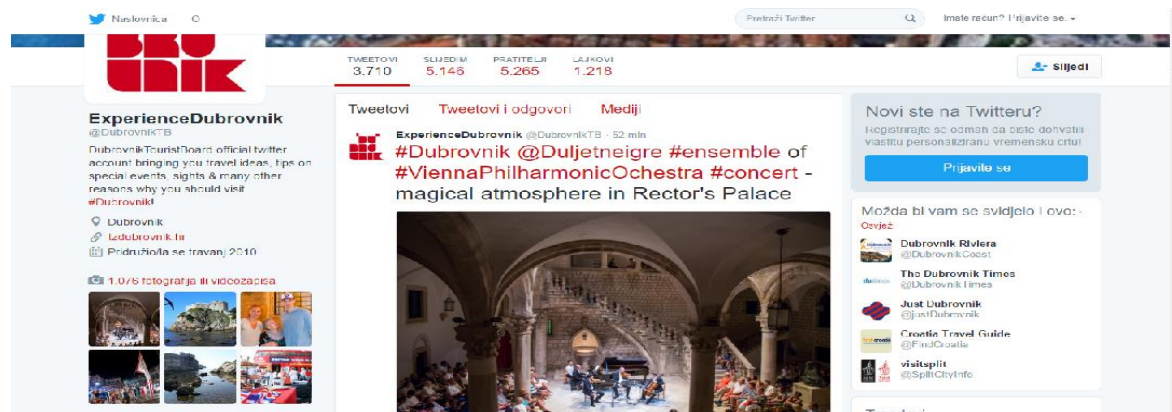 Naslovnica
Pretraži Twitter
Imate račun? Prijavite se.
BRO
VNIK
TWEETOVI SLIJEDIM PRATITELJI LAJKOVI
3.710 5.146 5.265 1.218
Slijedi
ExperienceDubrovnik
@DubrovnikTB
DubrovnikTouristBoard official twitter
account bringing you travel ideas, tips on
special events, sights & many other
reasons why you should visit
#Dubrovnik!
Dubrovnik
tzdubrovnik.hr
Pridružio/la se travanj 2010.
1.076 fotografija ili videozapisa
Tweetovi Tweetovi i odgovori Mediji
ExperienceDubrovnik @DubrovnikTB · 52 min
#Dubrovnik @Duljetneigre #ensemble of
#ViennaPhilharmonicOchestra #concert -
magical atmosphere in Rector's Palace
Novi ste na Twitteru?
Registrirajte se odmah da biste dohvatili
vlastitu personaliziranu vremensku crtu!
Prijavite se
Možda bi vam se svidjelo i ovo: ·
Osvjež
Dubrovnik Riviera
@DubrovnikCoast
The Dubrovnik Times
@DubrovnikTimes
Just Dubrovnik
@justDubrovnik
Croatia Travel Guide
@FindCroatia
visitsplit
@SplitCityInfo